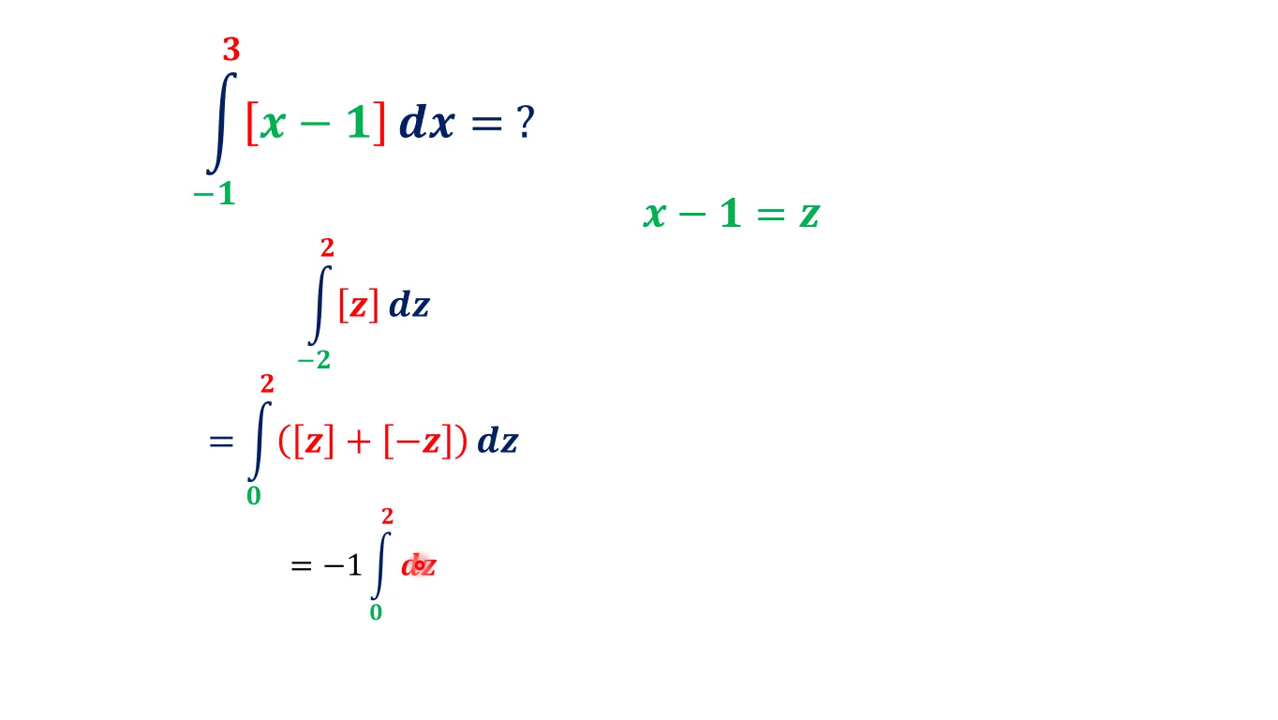 ∫_{−1}^{3} [x − 1] dx = ?
x − 1 = z
∫_{−2}^{2} [z] dz
= ∫_{0}^{2} ([z] + [−z]) dz
= −1 ∫_{0}^{2} dz